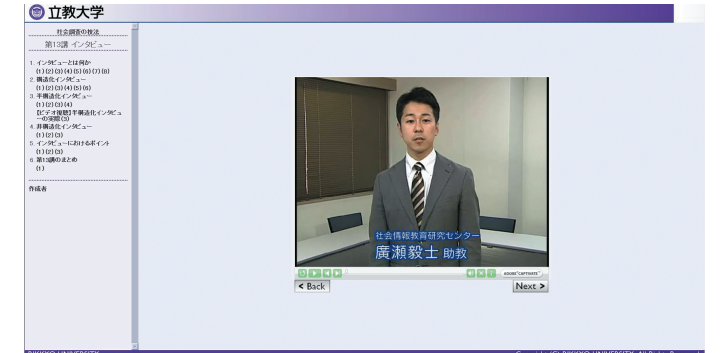 立教大学
社会調査の技法
第13講 インタビュー
1. インタビューとは何か
(1)(2)(3)(4)(5)(6)(7)(8)
2. 構造化インタビュー
(1)(2)(3)(4)(5)(6)
3. 半構造化インタビュー
(1)(2)(3)(4)
【ビデオ視聴】半構造化インタビュ
ーの実際(3)
4. 非構造化インタビュー
(1)(2)(3)
5. インタビューにおけるポイント
(1)(2)(3)
6. 第13講のまとめ
(1)
作成者
社会情報教育研究センター
廣瀬毅士 助教
ADOBE CAPTIVATE
< Back
Next >
RIKKYO UNIVERSITY